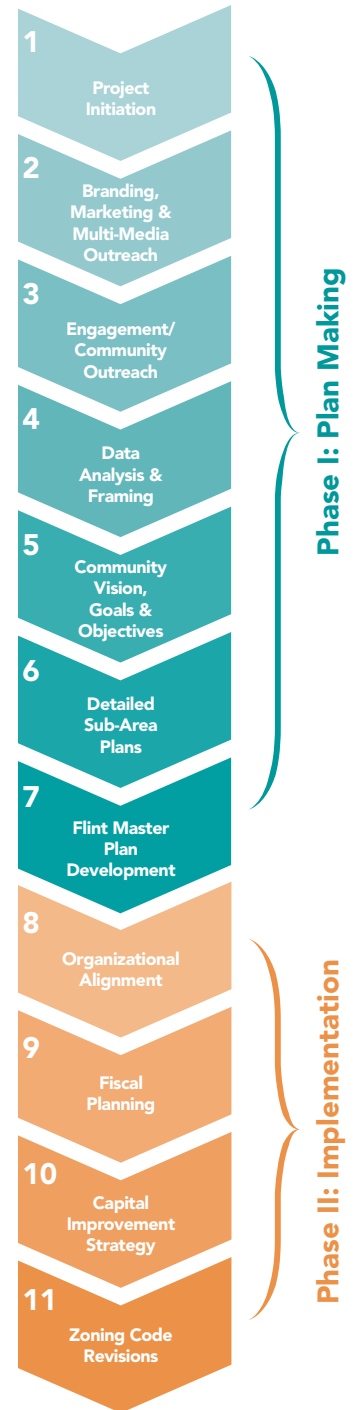 1
Project
Initiation
2
Branding,
Marketing &
Multi-Media
Outreach
3
Engagement/
Community
Outreach
4
Data
Analysis &
Framing
5
Community
Vision,
Goals &
Objectives
6
Detailed
Sub-Area
Plans
7
Flint Master
Plan
Development
Phase I: Plan Making
8
Organizational
Alignment
9
Fiscal
Planning
10
Capital
Improvement
Strategy
11
Zoning Code
Revisions
Phase II: Implementation